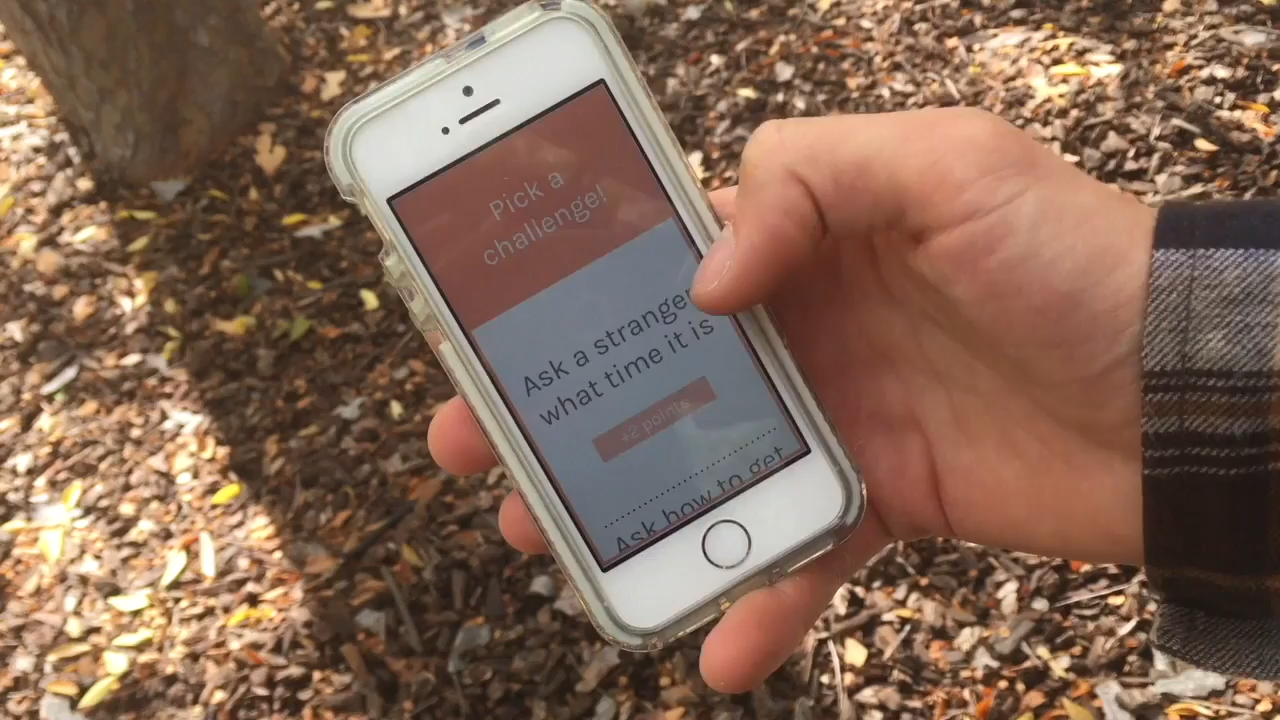 Pick a
challenge!
Ask a stranger
what time it is
+2 points
Ask how to get